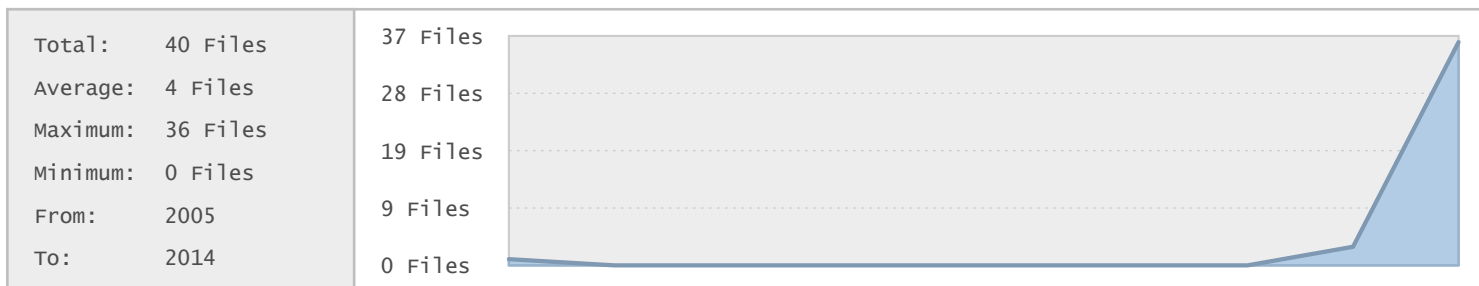 Total: 40 Files
Average: 4 Files
Maximum: 36 Files
Minimum: 0 Files
From: 2005
To: 2014
37 Files
28 Files
19 Files
9 Files
0 Files